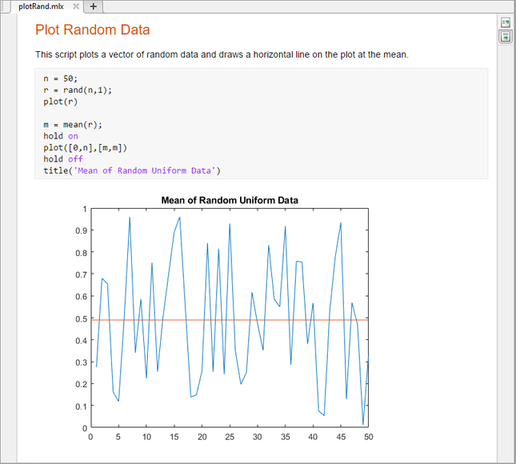 plotRand.mlx × +
Plot Random Data
This script plots a vector of random data and draws a horizontal line on the plot at the mean.
n = 50;
r = rand(n,1);
plot(r)
m = mean(r);
hold on
plot([0,n],[m,m])
hold off
title('Mean of Random Uniform Data')
Mean of Random Uniform Data
1
0.9
0.8
0.7
0.6
0.5
0.4
0.3
0.2
0.1
0
0 5 10 15 20 25 30 35 40 45 50